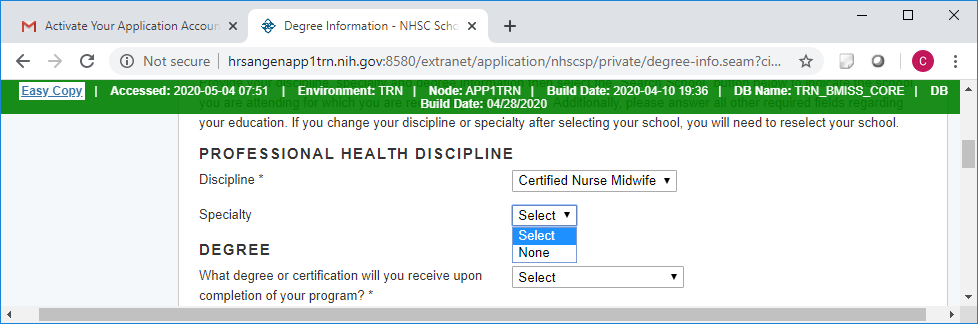 Activate Your Application Accoun
Degree Information - NHSC Scho
Not secure | hrsangenapp1trn.nih.gov:8580/extranet/application/nhscsp/private/degree-info.seam?ci...
C
Easy Copy | Accessed: 2020-05-04 07:51 | Environment: TRN | Node: APP1TRN | Build Date: 2020-04-10 19:36 | DB Name: TRN_BMISS_CORE | DB
Build Date: 04/28/2020
your education. If you change your discipline or specialty after selecting your school, you will need to reselect your school.
PROFESSIONAL HEALTH DISCIPLINE
Discipline * Certified Nurse Midwife
Specialty Select
Select
None
DEGREE
What degree or certification will you receive upon Select
completion of your program? *